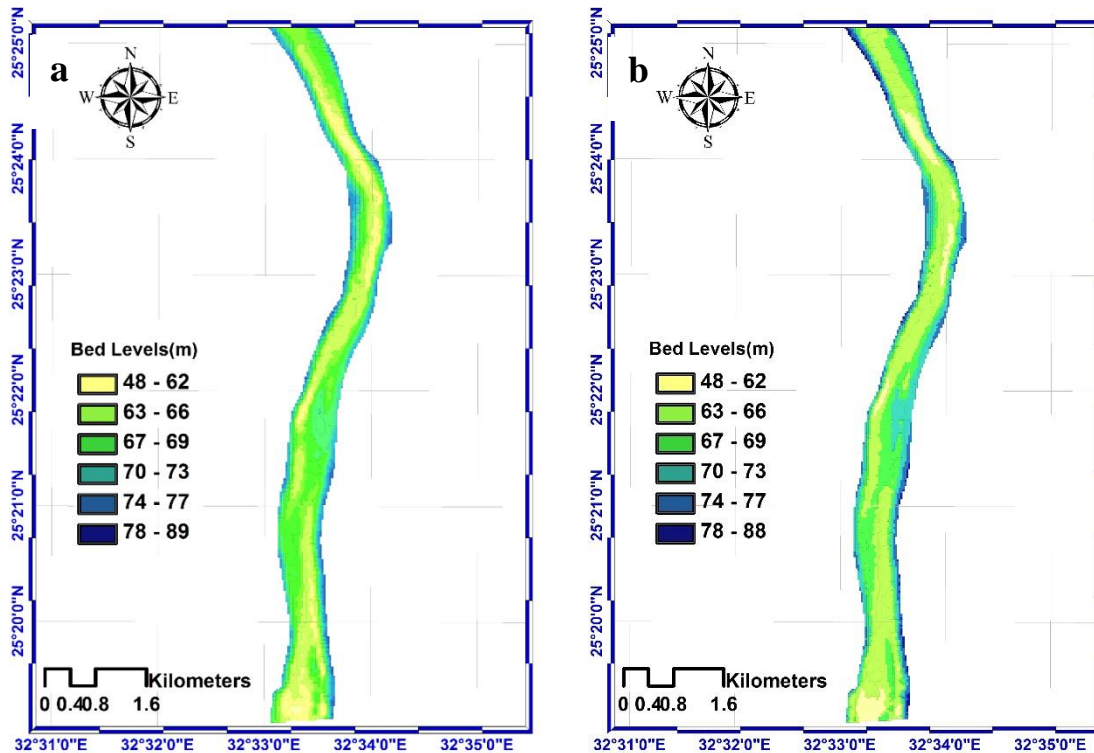 a
N
W E
S
25°25'0"N
25°24'0"N
25°23'0"N
25°22'0"N
25°21'0"N
25°20'0"N
Bed Levels(m)
48 - 62
63 - 66
67 - 69
70 - 73
74 - 77
78 - 89
Kilometers
0 0.40.8 1.6
32°31'0"E 32°32'0"E 32°33'0"E 32°34'0"E 32°35'0"E
b
N
W E
S
25°25'0"N
25°24'0"N
25°23'0"N
25°22'0"N
25°21'0"N
25°20'0"N
Bed Levels(m)
48 - 62
63 - 66
67 - 69
70 - 73
74 - 77
78 - 88
Kilometers
0 0.40.8 1.6
32°31'0"E 32°32'0"E 32°33'0"E 32°34'0"E 32°35'0"E